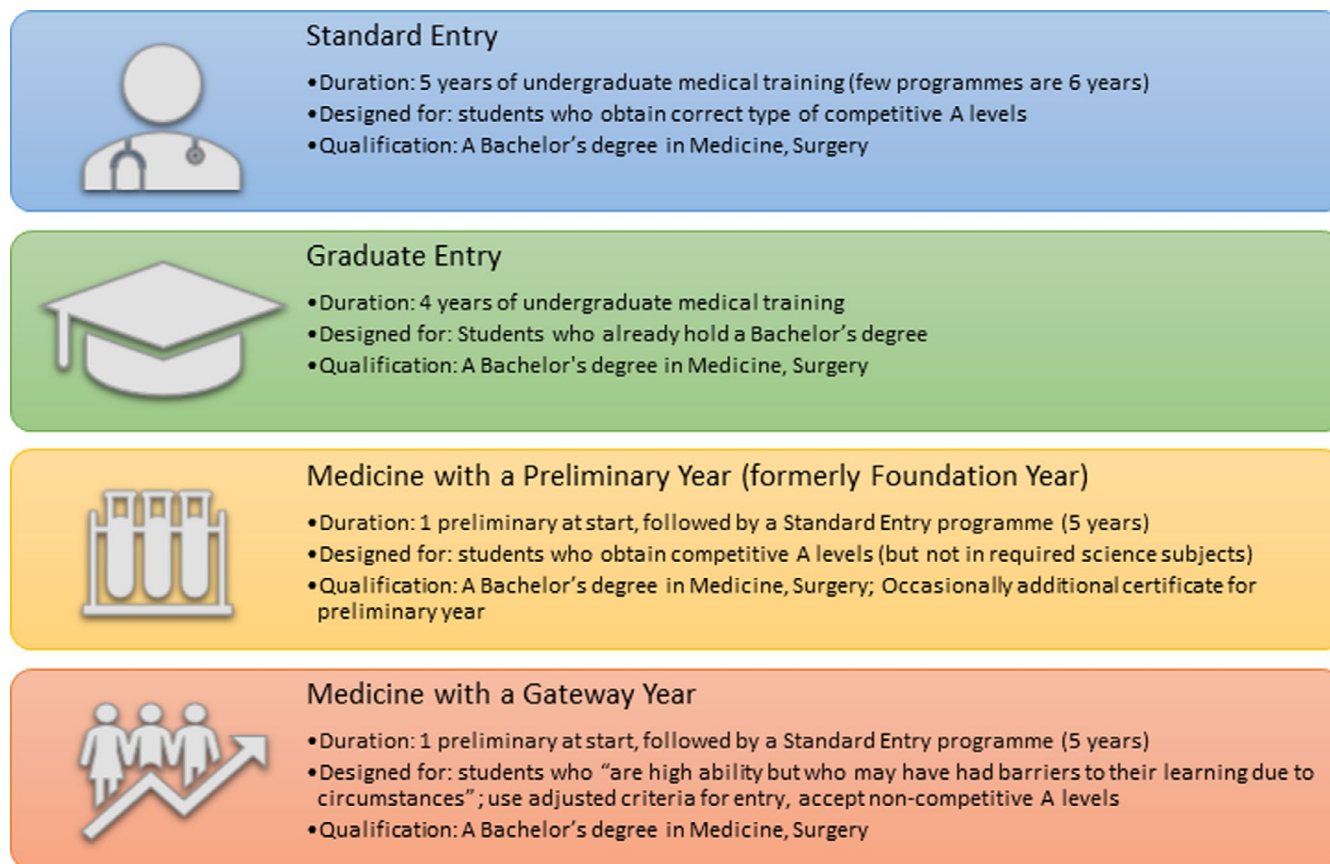 Standard Entry
•Duration: 5 years of undergraduate medical training (few programmes are 6 years)
•Designed for: students who obtain correct type of competitive A levels
•Qualification: A Bachelor’s degree in Medicine, Surgery
Graduate Entry
•Duration: 4 years of undergraduate medical training
•Designed for: Students who already hold a Bachelor’s degree
•Qualification: A Bachelor's degree in Medicine, Surgery
Medicine with a Preliminary Year (formerly Foundation Year)
•Duration: 1 preliminary at start, followed by a Standard Entry programme (5 years)
•Designed for: students who obtain competitive A levels (but not in required science subjects)
•Qualification: A Bachelor’s degree in Medicine, Surgery; Occasionally additional certificate for
preliminary year
Medicine with a Gateway Year
•Duration: 1 preliminary at start, followed by a Standard Entry programme (5 years)
•Designed for: students who “are high ability but who may have had barriers to their learning due to
circumstances”; use adjusted criteria for entry, accept non-competitive A levels
•Qualification: A Bachelor’s degree in Medicine, Surgery